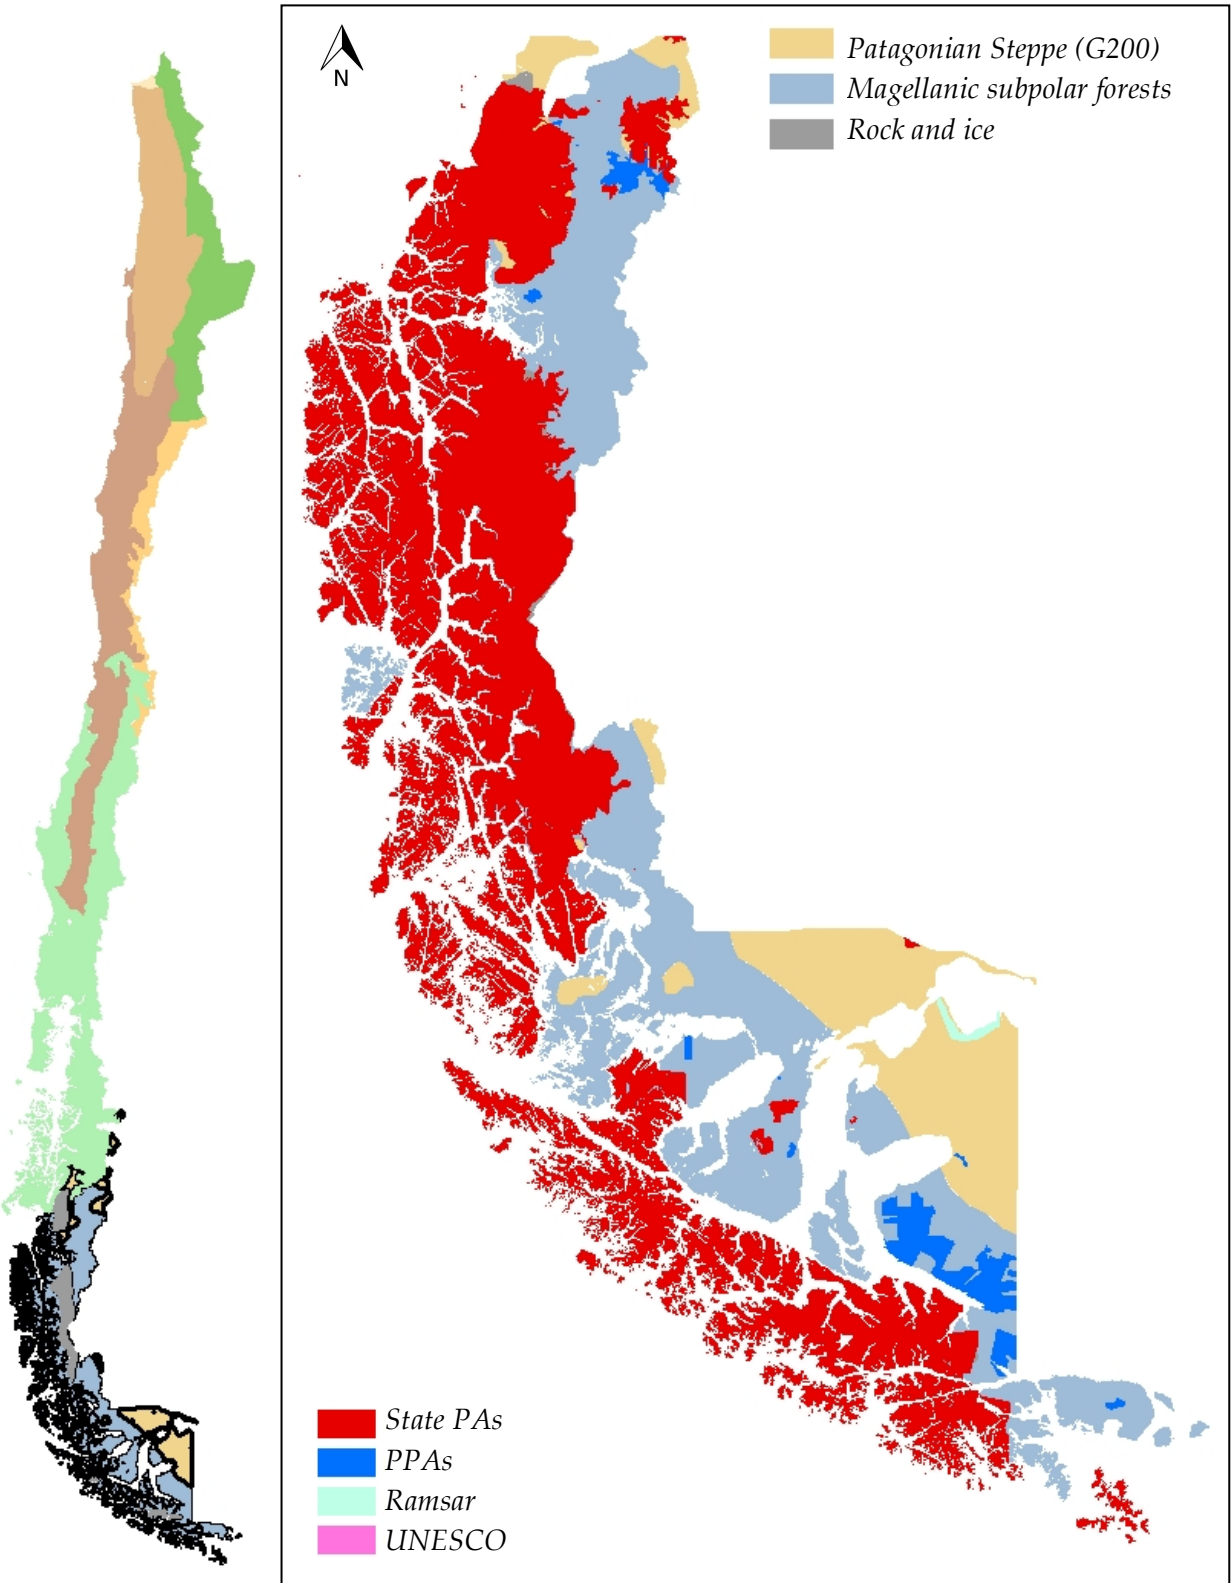 N
Patagonian Steppe (G200)
Magellanic subpolar forests
Rock and ice
State PAs
PPAs
Ramsar
UNESCO